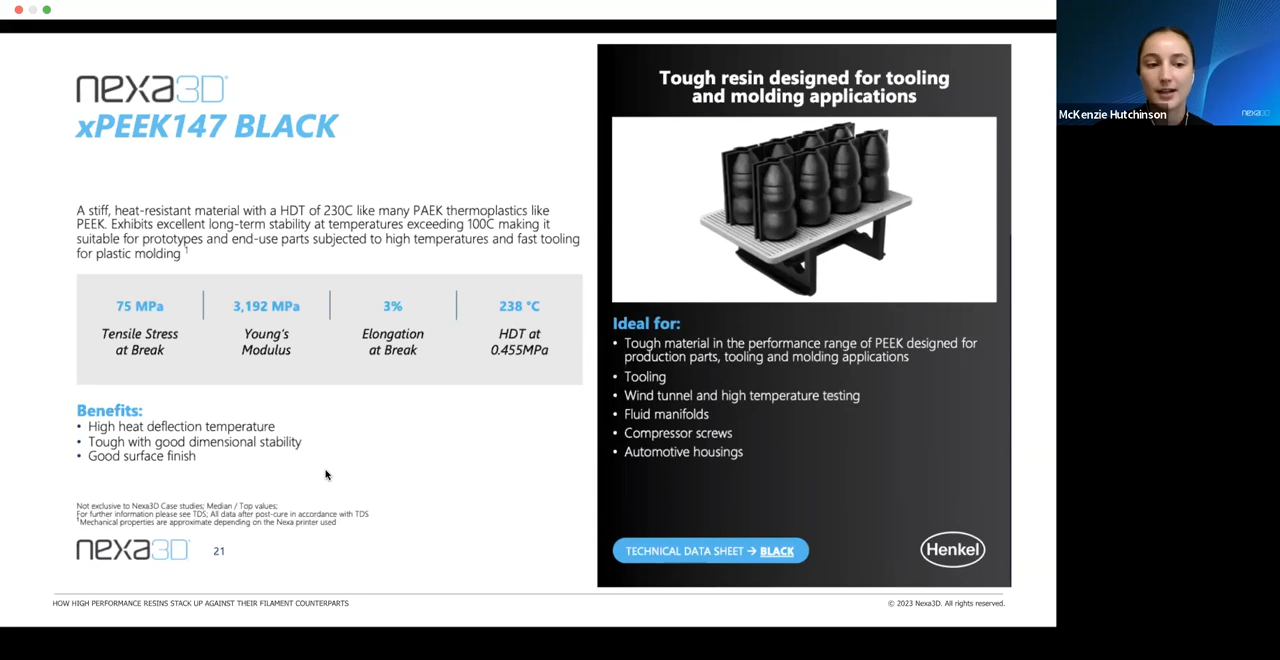 nexa3D
xPEEK147 BLACK
A stiff, heat-resistant material with a HDT of 230C like many PAEK thermoplastics like
PEEK. Exhibits excellent long-term stability at temperatures exceeding 100C making it
suitable for prototypes and end-use parts subjected to high temperatures and fast tooling
for plastic molding ¹
75 MPa
Tensile Stress
at Break
3,192 MPa
Young's
Modulus
3%
Elongation
at Break
238 °C
HDT at
0.455MPa
Benefits:
• High heat deflection temperature
• Tough with good dimensional stability
• Good surface finish
Not exclusive to Nexa3D Case studies; Median / Top values;
For further information please see TDS; All data after post-cure in accordance with TDS
¹Mechanical properties are approximate depending on the Nexa printer used
nexa3D
21
Tough resin designed for tooling
and molding applications
Ideal for:
• Tough material in the performance range of PEEK designed for
production parts, tooling and molding applications
• Tooling
• Wind tunnel and high temperature testing
• Fluid manifolds
• Compressor screws
• Automotive housings
TECHNICAL DATA SHEET → BLACK
Henkel
HOW HIGH PERFORMANCE RESINS STACK UP AGAINST THEIR FILAMENT COUNTERPARTS
© 2023 Nexa3D. All rights reserved.
McKenzie Hutchinson
nexa3D